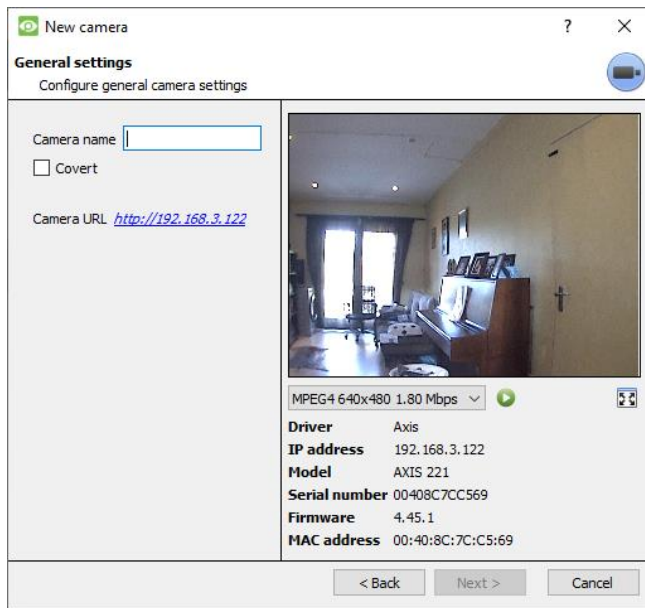 New camera
?
General settings
Configure general camera settings
Camera name
Covert
Camera URL http://192.168.3.122
MPEG4 640x480 1.80 Mbps
Driver Axis
IP address 192.168.3.122
Model AXIS 221
Serial number 00408C7CC569
Firmware 4.45.1
MAC address 00:40:8C:7C:C5:69
< Back Next > Cancel